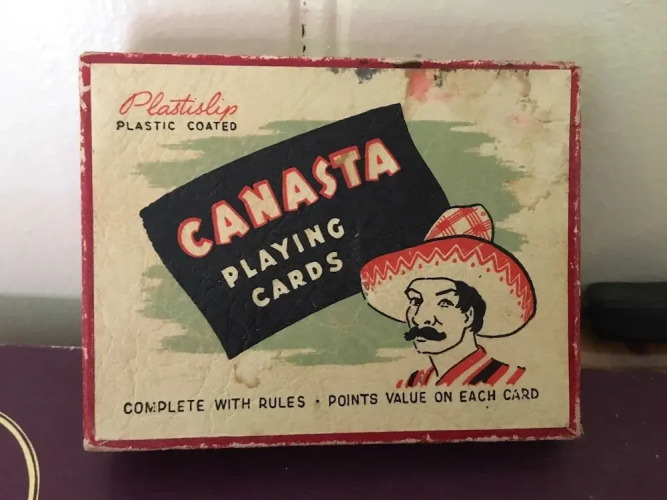 Plastislip
PLASTIC COATED
CANASTA
PLAYING
CARDS
COMPLETE WITH RULES · POINTS VALUE ON EACH CARD